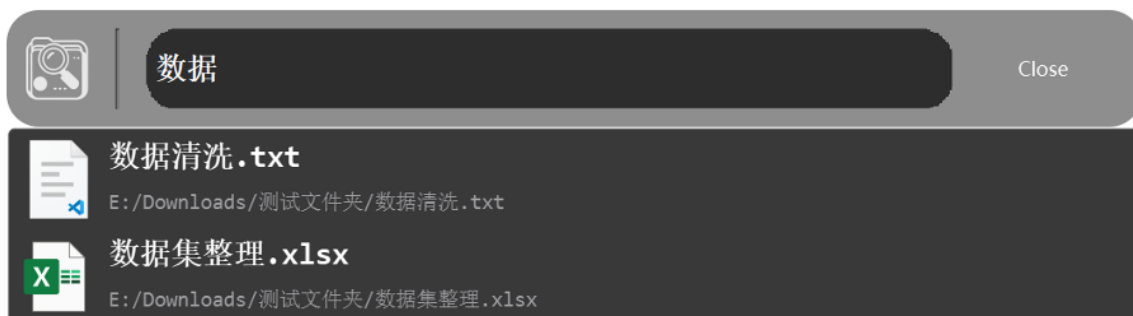 数据
Close
数据清洗.txt
E:/Downloads/测试文件夹/数据清洗.txt
数据集整理.xlsx
E:/Downloads/测试文件夹/数据集整理.xlsx